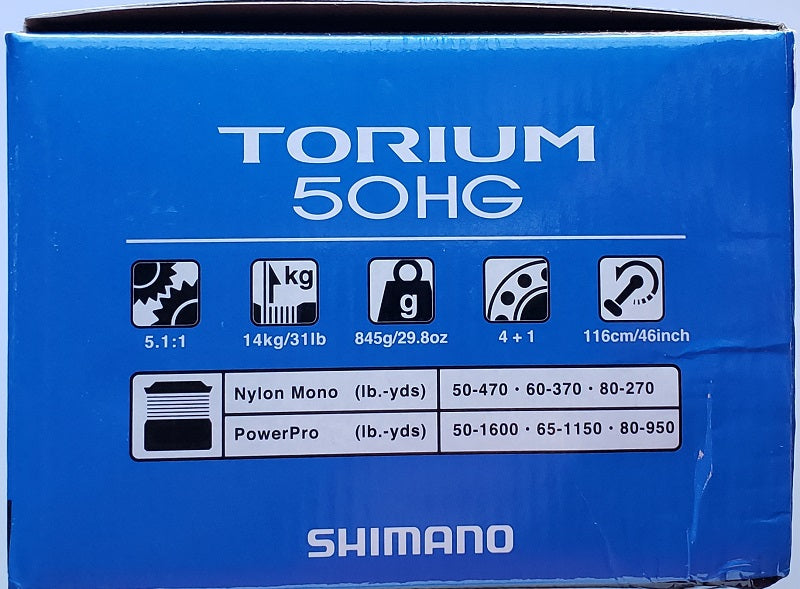 TORIUM
50HG
kg
g
5.1:1 14kg/31lb 845g/29.8oz 4 + 1 116cm/46inch
Nylon Mono (lb.-yds) 50-470 · 60-370 · 80-270
PowerPro (lb.-yds) 50-1600 · 65-1150 · 80-950
SHIMANO